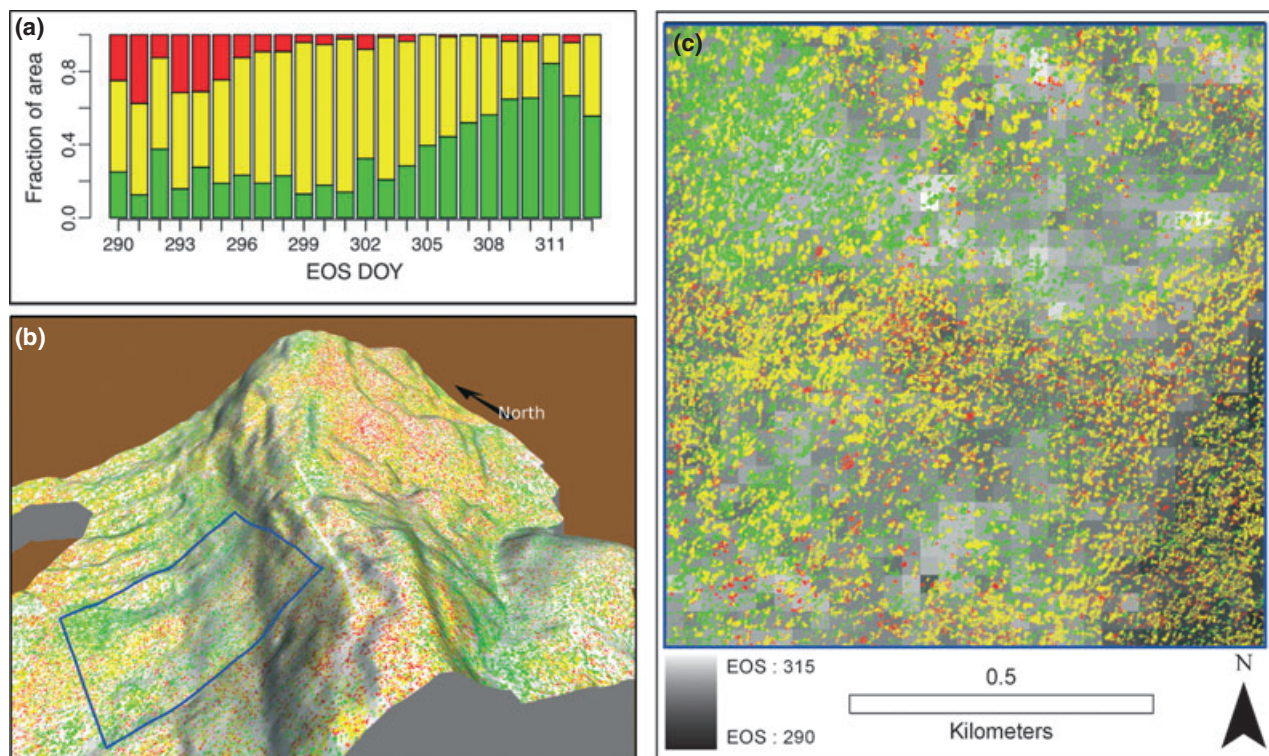 (a)
Fraction of area
0.8
0.4
0.0
290 293 296 299 302 305 308 311
EOS DOY
(b)
North
(c)
EOS : 315
EOS : 290
0.5
Kilometers
N